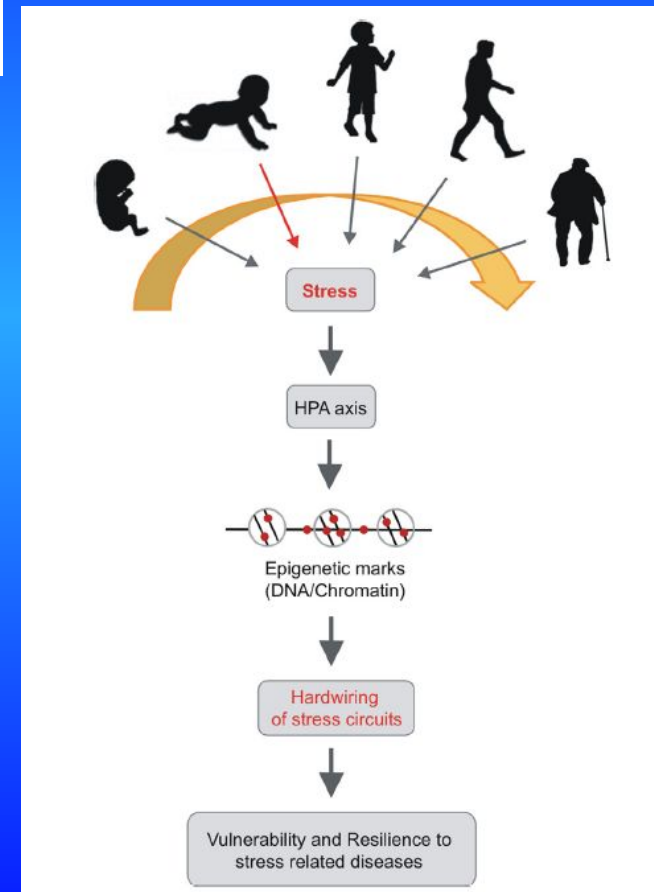 Stress
HPA axis
Epigenetic marks
(DNA/Chromatin)
Hardwiring
of stress circuits
Vulnerability and Resilience to
stress related diseases